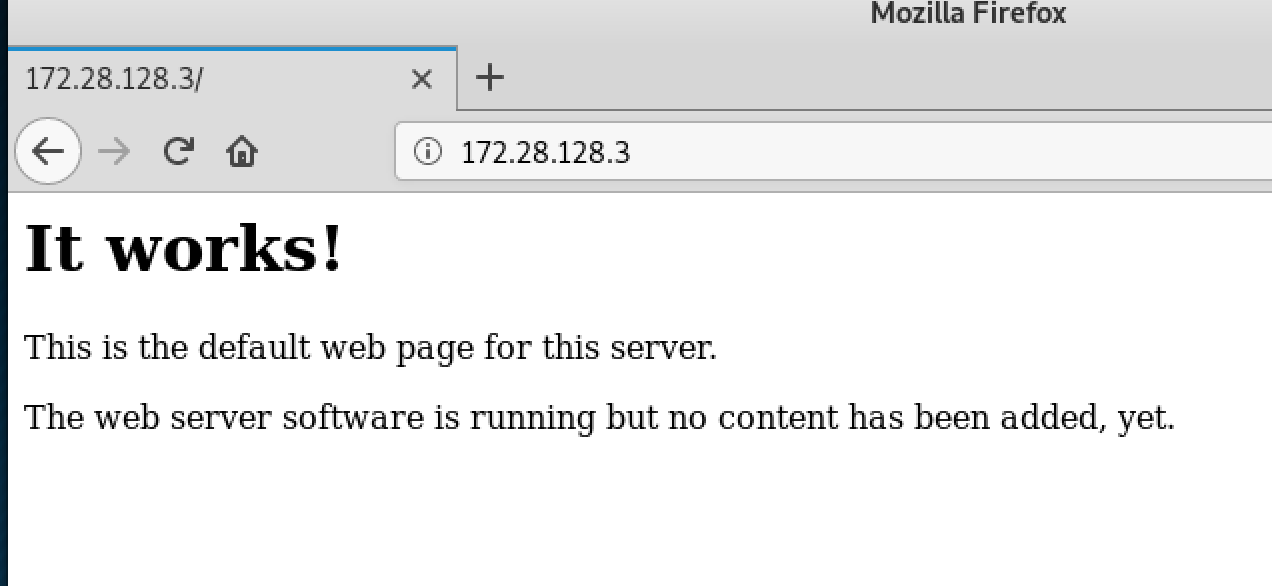 Mozilla Firefox
172.28.128.3/
172.28.128.3
It works!
This is the default web page for this server.
The web server software is running but no content has been added, yet.